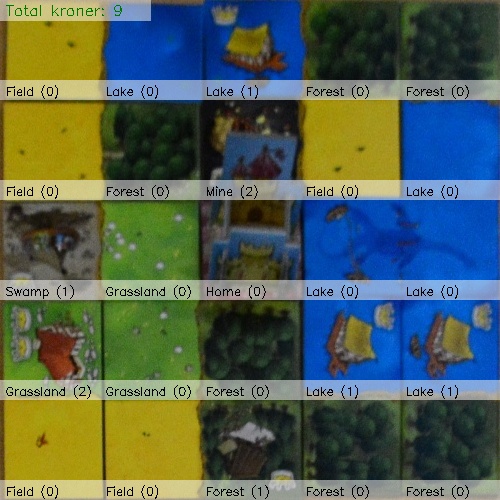 Total kroner: 9
Field (0) Lake (0) Lake (1) Forest (0) Forest (0)
Field (0) Forest (0) Mine (2) Field (0) Lake (0)
Swamp (1) Grassland (0) Home (0) Lake (0) Lake (0)
Grassland (2) Grassland (0) Forest (0) Lake (1) Lake (1)
Field (0) Field (0) Forest (1) Forest (0) Forest (0)